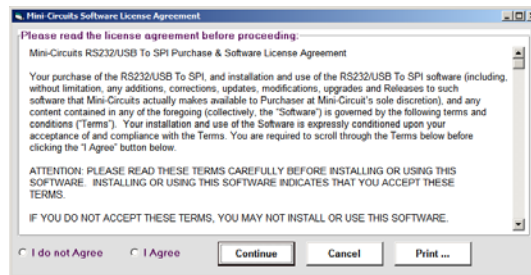 Mini-Circuits Software License Agreement
Please read the license agreement before proceeding:
Mini-Circuits RS232/USB To SPI Purchase & Software License Agreement
Your purchase of the RS232/USB To SPI, and installation and use of the RS232/USB To SPI software (including,
without limitation, any additions, corrections, updates, modifications, upgrades and Releases to such
software that Mini-Circuits actually makes available to Purchaser at Mini-Circuit's sole discretion), and any
content contained in any of the foregoing (collectively, the "Software") is governed by the following terms and
conditions ("Terms"). Your installation and use of the Software is expressly conditioned upon your
acceptance of and compliance with the Terms. You are required to scroll through the Terms below before
clicking the "I Agree" button below.
ATTENTION: PLEASE READ THESE TERMS CAREFULLY BEFORE INSTALLING OR USING THIS
SOFTWARE. INSTALLING OR USING THIS SOFTWARE INDICATES THAT YOU ACCEPT THESE
TERMS.
IF YOU DO NOT ACCEPT THESE TERMS, YOU MAY NOT INSTALL OR USE THIS SOFTWARE.
I do not Agree I Agree Continue Cancel Print ...